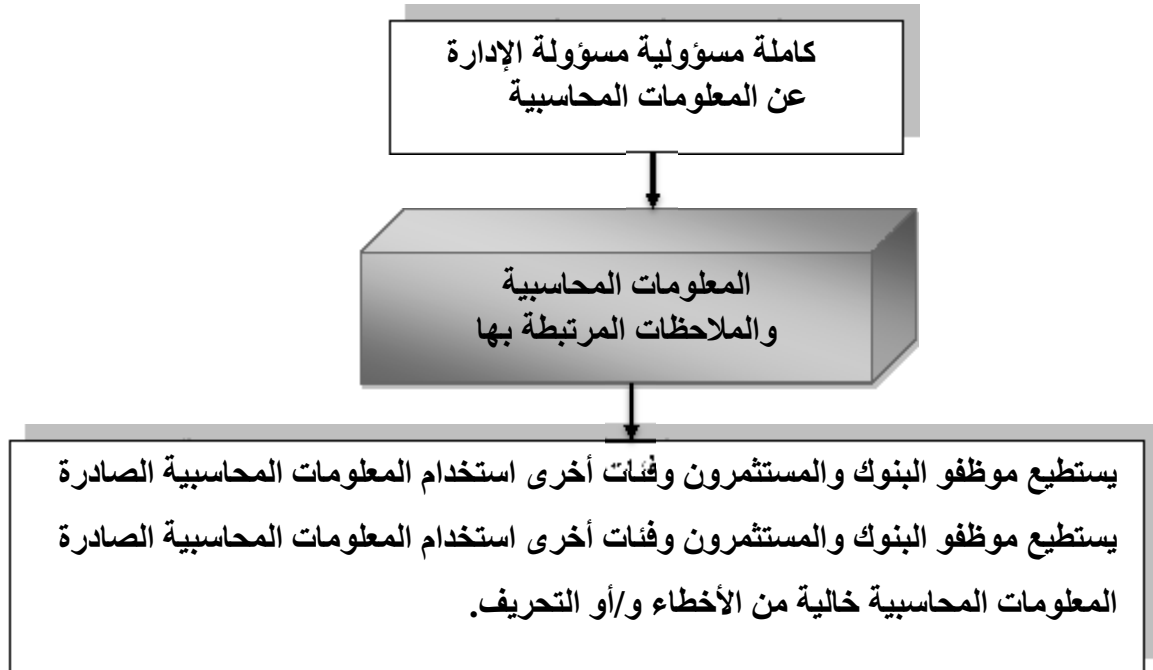 كاملة مسؤولية مسؤولة الإدارة
عن المعلومات المحاسبية
المعلومات المحاسبية
والملاحظات المرتبطة بها
يستطيع موظفو البنوك والمستثمرون وفئات أخرى استخدام المعلومات المحاسبية الصادرة
يستطيع موظفو البنوك والمستثمرون وفئات أخرى استخدام المعلومات المحاسبية الصادرة
المعلومات المحاسبية خالية من الأخطاء و/أو التحريف.